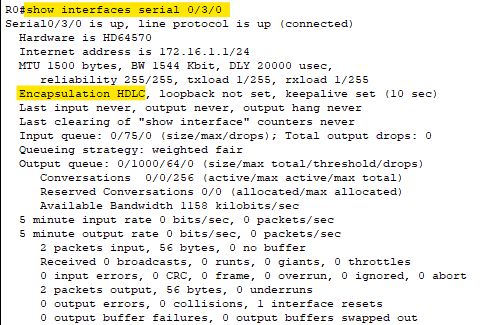 R0#show interfaces serial 0/3/0
Serial0/3/0 is up, line protocol is up (connected)
Hardware is HD64570
Internet address is 172.16.1.1/24
MTU 1500 bytes, BW 1544 Kbit, DLY 20000 usec,
reliability 255/255, txload 1/255, rxload 1/255
Encapsulation HDLC, loopback not set, keepalive set (10 sec)
Last input never, output never, output hang never
Last clearing of "show interface" counters never
Input queue: 0/75/0 (size/max/drops); Total output drops: 0
Queueing strategy: weighted fair
Output queue: 0/1000/64/0 (size/max total/threshold/drops)
Conversations 0/0/256 (active/max active/max total)
Reserved Conversations 0/0 (allocated/max allocated)
Available Bandwidth 1158 kilobits/sec
5 minute input rate 0 bits/sec, 0 packets/sec
5 minute output rate 0 bits/sec, 0 packets/sec
2 packets input, 56 bytes, 0 no buffer
Received 0 broadcasts, 0 runts, 0 giants, 0 throttles
0 input errors, 0 CRC, 0 frame, 0 overrun, 0 ignored, 0 abort
2 packets output, 56 bytes, 0 underruns
0 output errors, 0 collisions, 1 interface resets
0 output buffer failures, 0 output buffers swapped out